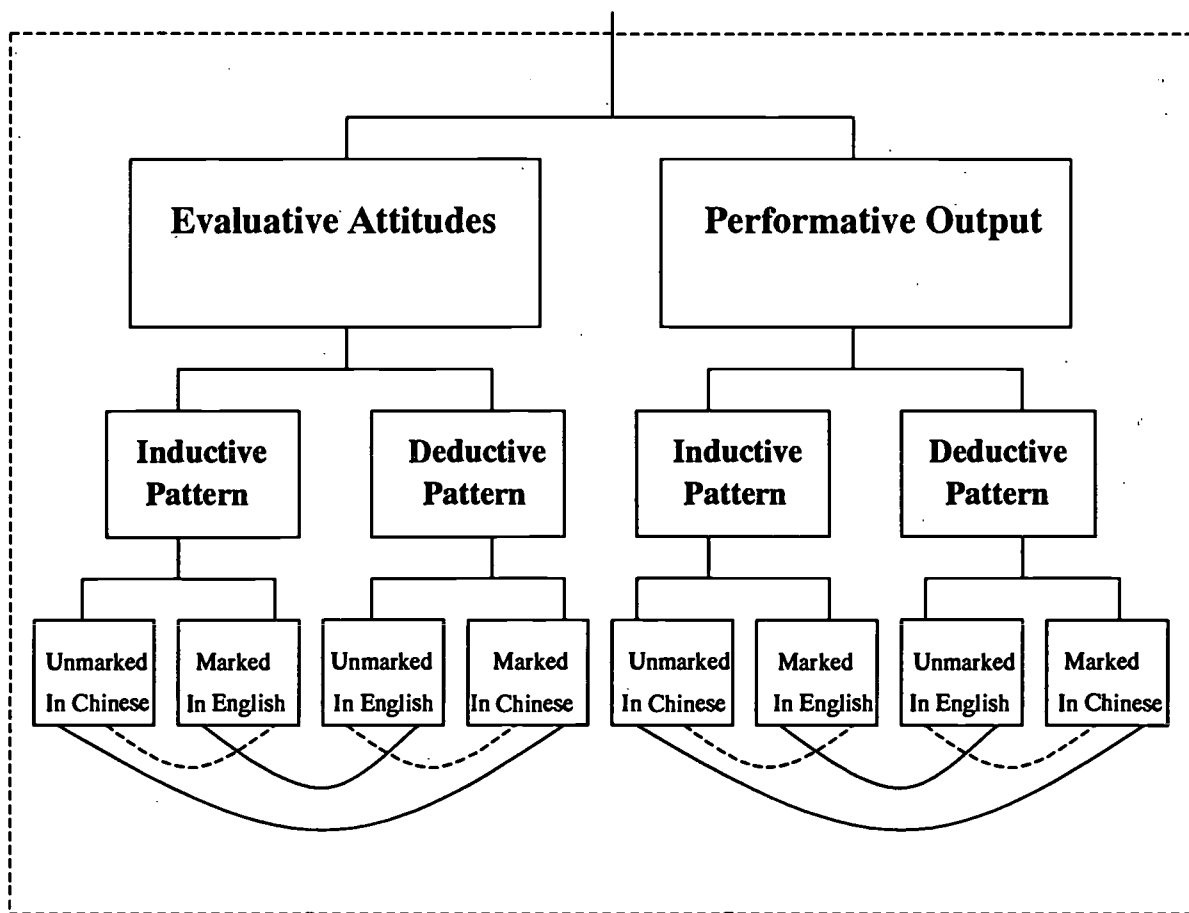 Evaluative Attitudes
Performative Output
Inductive
Pattern
Deductive
Pattern
Inductive
Pattern
Deductive
Pattern
Unmarked
In Chinese
Marked
In English
Unmarked
In English
Marked
In Chinese
Unmarked
In Chinese
Marked
In English
Unmarked
In English
Marked
In Chinese